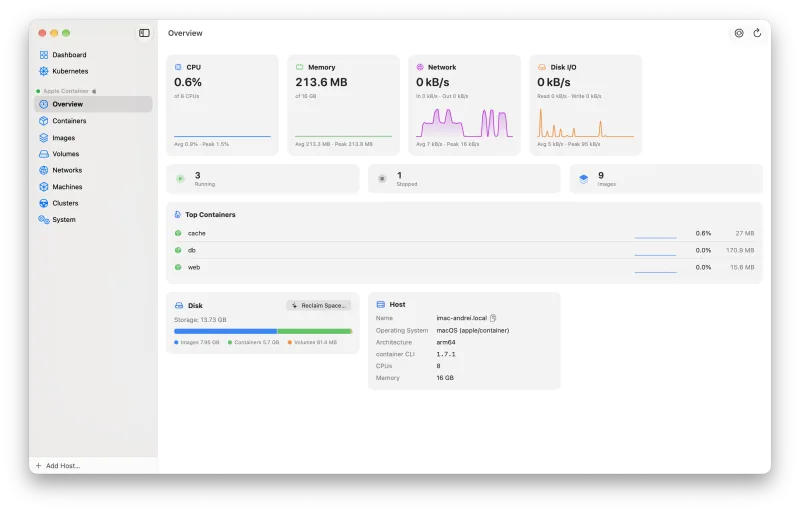 Overview
Dashboard
Kubernetes
Apple Container
Overview
Containers
Images
Volumes
Networks
Machines
Clusters
System
+ Add Host...
CPU
0.6%
of 8 CPUs
Avg 0.9% · Peak 1.5%
Memory
213.6 MB
of 16 GB
Avg 213.3 MB · Peak 213.8 MB
Network
0 kB/s
In 0 kB/s · Out 0 kB/s
Avg 7 kB/s · Peak 16 kB/s
Disk I/O
0 kB/s
Read 0 kB/s · Write 0 kB/s
Avg 5 kB/s · Peak 95 kB/s
3
Running
1
Stopped
9
Images
Top Containers
cache 0.6% 27 MB
db 0.0% 170.9 MB
web 0.0% 15.6 MB
Disk
Reclaim Space...
Storage: 13.73 GB
Images 7.95 GB Containers 5.7 GB Volumes 81.4 MB
Host
Name imac-andrei.local
Operating System macOS (apple/container)
Architecture arm64
container CLI 1.7.1
CPUs 8
Memory 16 GB